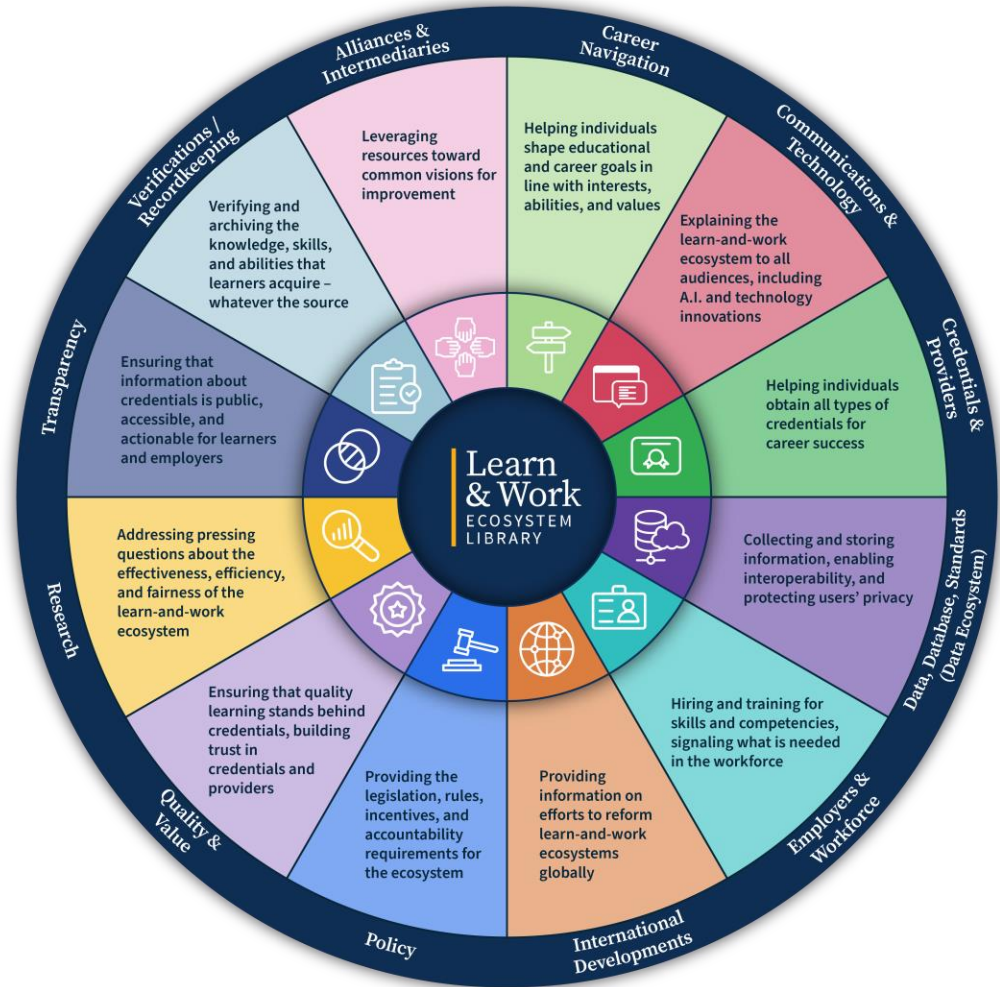 Learn
& Work
ECOSYSTEM
LIBRARY
Career
Navigation
Helping individuals
shape educational
and career goals in
line with interests,
abilities, and values
Communications &
Technology
Explaining the
learn-and-work
ecosystem to all
audiences, including
A.I. and technology
innovations
Credentials &
Providers
Helping individuals
obtain all types of
credentials for
career success
Data, Database, Standards
(Data Ecosystem)
Collecting and storing
information, enabling
interoperability, and
protecting users’ privacy
Employers &
Workforce
Hiring and training for
skills and competencies,
signaling what is needed
in the workforce
International
Developments
Providing
information on
efforts to reform
learn-and-work
ecosystems
globally
Policy
Providing the
legislation, rules,
incentives, and
accountability
requirements for
the ecosystem
Quality &
Value
Ensuring that quality
learning stands behind
credentials, building
trust in
credentials and
providers
Research
Addressing pressing
questions about the
effectiveness, efficiency,
and fairness of the
learn-and-work
ecosystem
Transparency
Ensuring that
information about
credentials is public,
accessible, and
actionable for learners
and employers
Verifications /
Recordkeeping
Verifying and
archiving the
knowledge, skills,
and abilities that
learners acquire –
whatever the source
Alliances &
Intermediaries
Leveraging
resources toward
common visions for
improvement